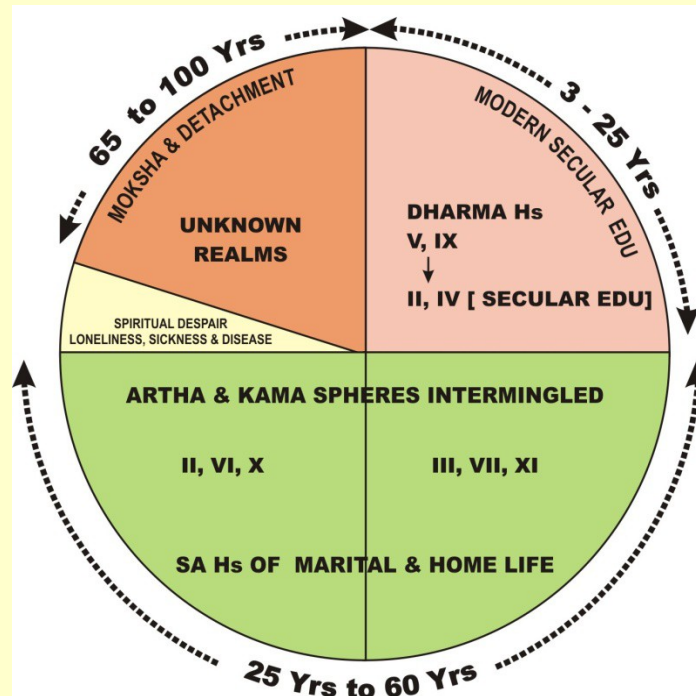 65 to 100 Yrs
MOKSHA & DETACHMENT
UNKNOWN
REALMS
SPIRITUAL DESPAIR
LONELINESS, SICKNESS & DISEASE
3 - 25 Yrs
MODERN SECULAR EDU
DHARMA Hs
V, IX
II, IV [ SECULAR EDU]
ARTHA & KAMA SPHERES INTERMINGLED
II, VI, X
III, VII, XI
SA Hs OF MARITAL & HOME LIFE
25 Yrs to 60 Yrs